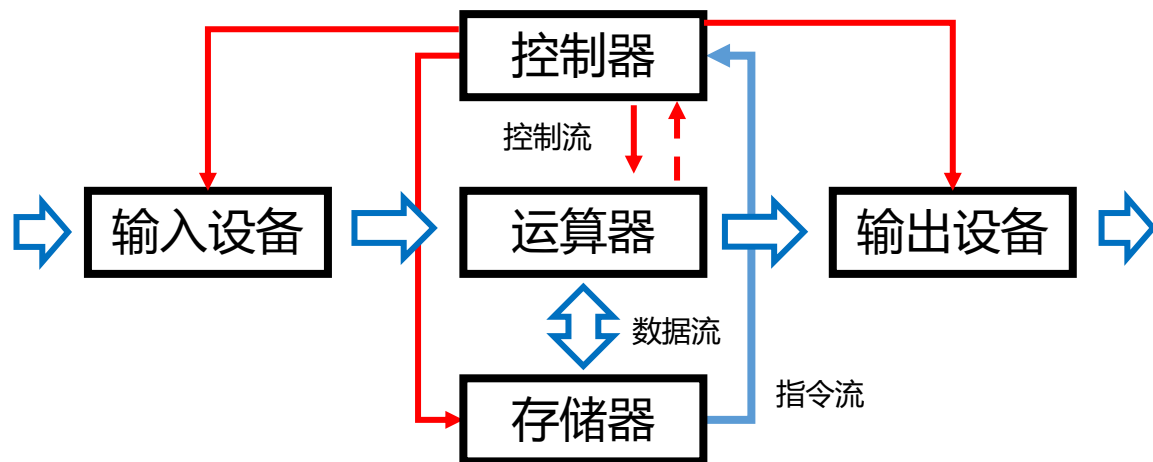 控制器
控制流
输入设备
运算器
输出设备
数据流
指令流
存储器